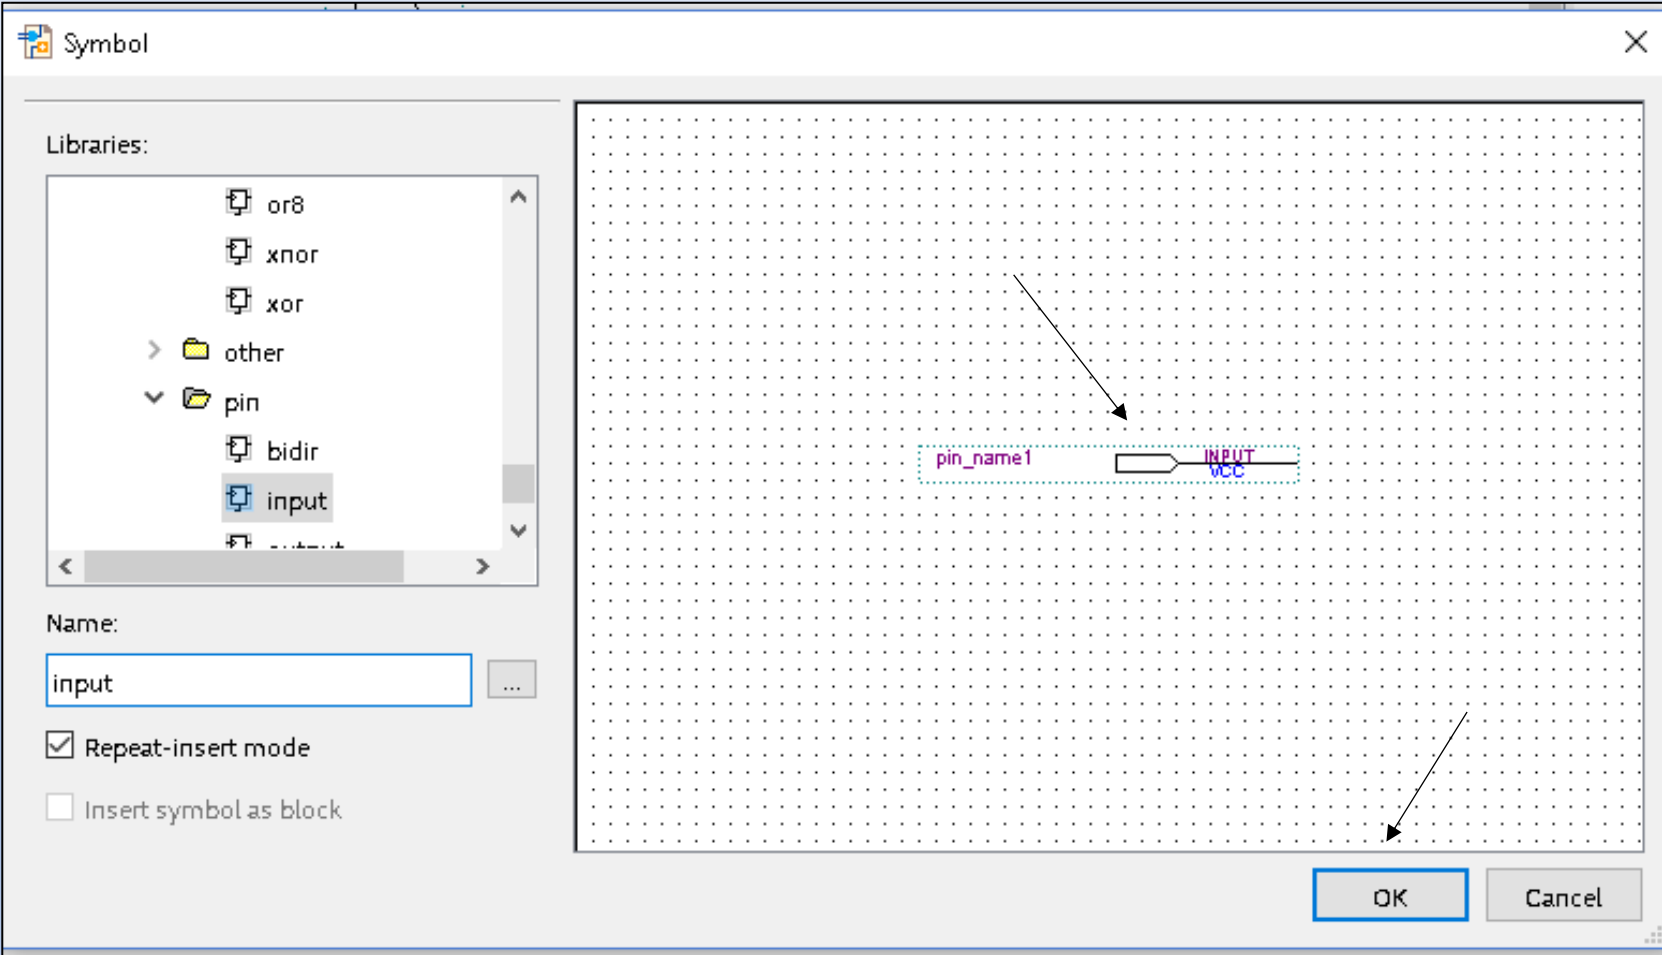 Symbol
Libraries:
or8
xnor
xor
other
pin
bidir
input
Name:
input
...
Repeat-insert mode
Insert symbol as block
pin_name1
INPUT
VCC
OK
Cancel